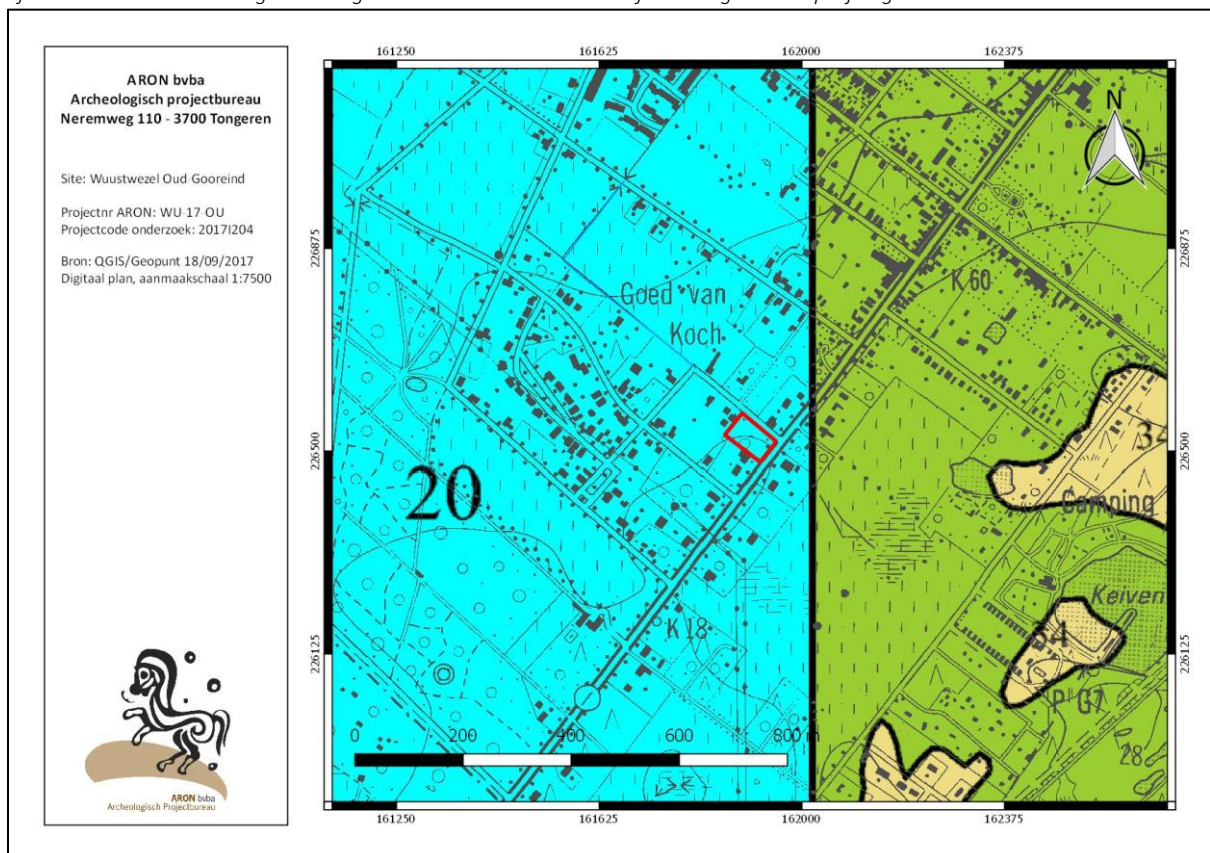 ARON bvba
Archeologisch projectbureau
Neremweg 110 - 3700 Tongeren
Site: Wuustwezel Oud-Gooreind
Projectnr ARON: WU-17-OU
Projectcode onderzoek: 2017I204
Bron: QGIS/Geopunt 18/09/2017
Digitaal plan, aanmaakschaal 1:7500
ARON bvba
Archeologisch Projectbureau
161250
161625
162000
162375
N
226875
226875
K 60
Goed van
Koch
34
226500
226500
20
Camping
Keiven
K 18
34
226125
226125
28
0
200
400
600
800 m
161250
161625
162000
162375